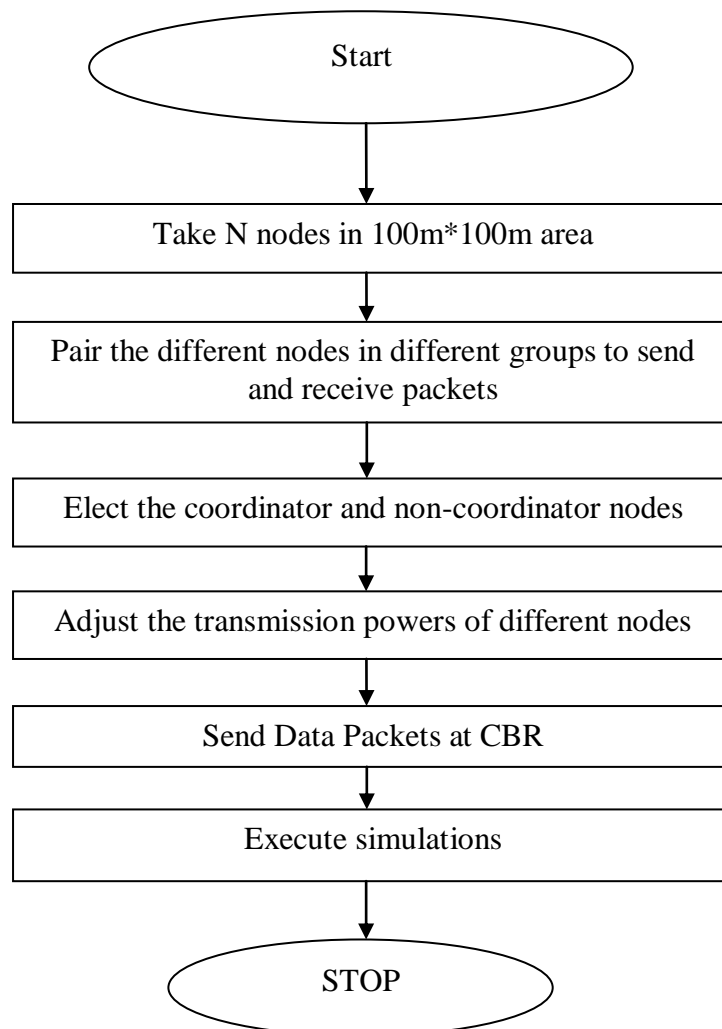 Start
Take N nodes in 100m*100m area
Pair the different nodes in different groups to send
and receive packets
Elect the coordinator and non-coordinator nodes
Adjust the transmission powers of different nodes
Send Data Packets at CBR
Execute simulations
STOP